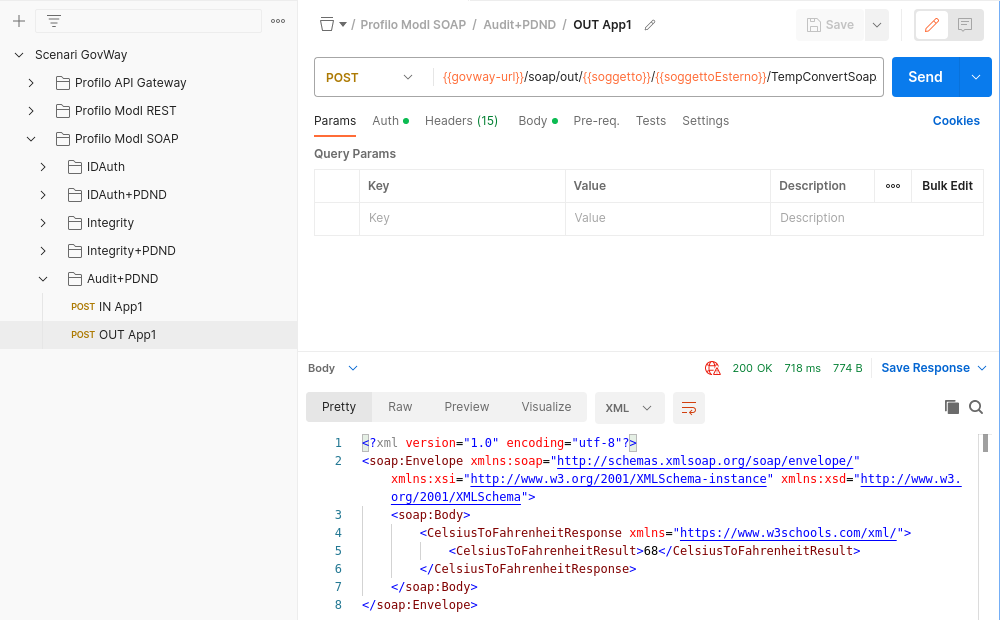 Scenari GovWay
Profilo API Gateway
Profilo ModI REST
Profilo ModI SOAP
IDAuth
IDAuth+PDND
Integrity
Integrity+PDND
Audit+PDND
POST IN App1
POST OUT App1
/ Profilo ModI SOAP / Audit+PDND / OUT App1
Save
POST {{govway-url}}/soap/out/{{soggetto}}/{{soggettoEsterno}}/TempConvertSoap
Send
Params Auth Headers (15) Body Pre-req. Tests Settings Cookies
Query Params
Key Value Description Bulk Edit
Key Value Description
Body 200 OK 718 ms 774 B Save Response
Pretty Raw Preview Visualize XML
1 <?xml version="1.0" encoding="utf-8"?>
2 <soap:Envelope xmlns:soap="http://schemas.xmlsoap.org/soap/envelope/"
xmlns:xsi="http://www.w3.org/2001/XMLSchema-instance" xmlns:xsd="http://www.w3.
org/2001/XMLSchema">
3 <soap:Body>
4 <CelsiusToFahrenheitResponse xmlns="https://www.w3schools.com/xml/">
5 <CelsiusToFahrenheitResult>68</CelsiusToFahrenheitResult>
6 </CelsiusToFahrenheitResponse>
7 </soap:Body>
8 </soap:Envelope>